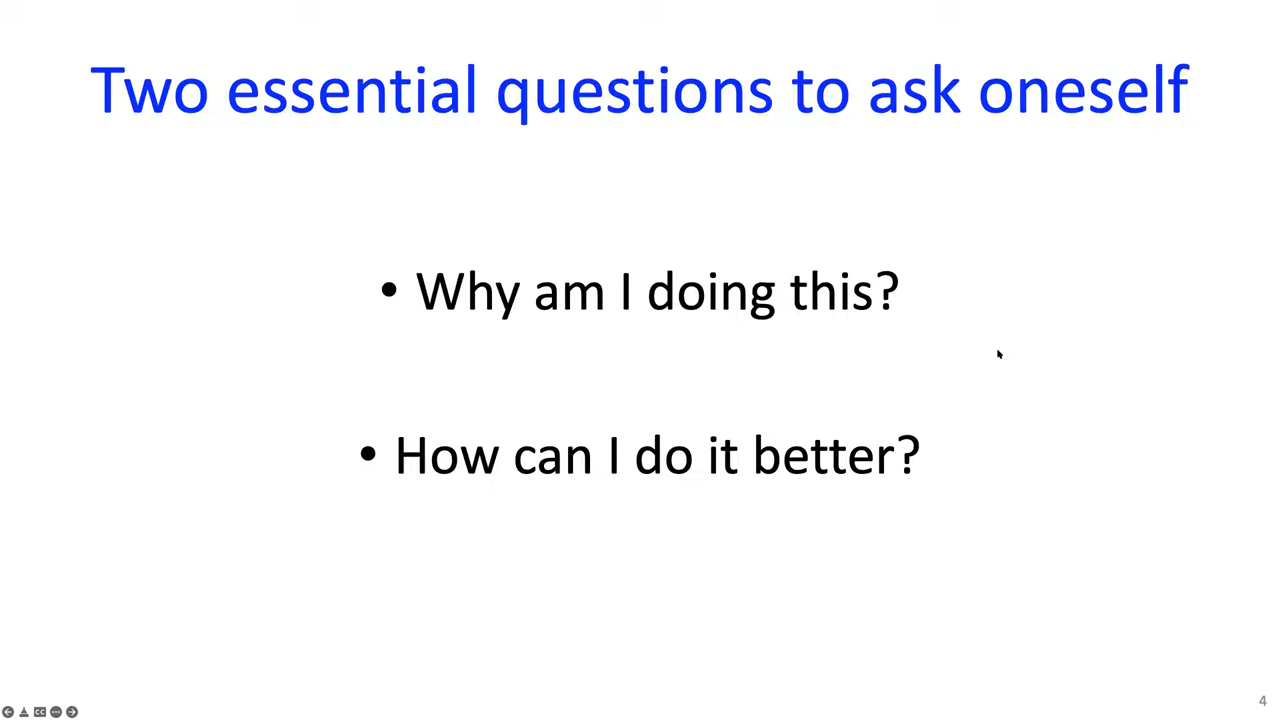 Two essential questions to ask oneself
• Why am I doing this?
• How can I do it better?
4